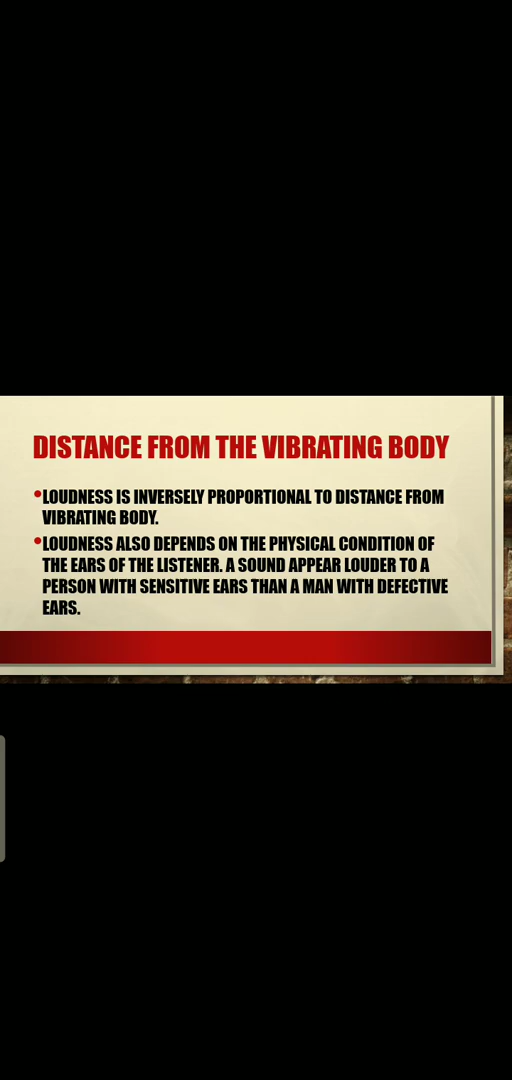 DISTANCE FROM THE VIBRATING BODY
•LOUDNESS IS INVERSELY PROPORTIONAL TO DISTANCE FROM
VIBRATING BODY.
•LOUDNESS ALSO DEPENDS ON THE PHYSICAL CONDITION OF
THE EARS OF THE LISTENER. A SOUND APPEAR LOUDER TO A
PERSON WITH SENSITIVE EARS THAN A MAN WITH DEFECTIVE
EARS.